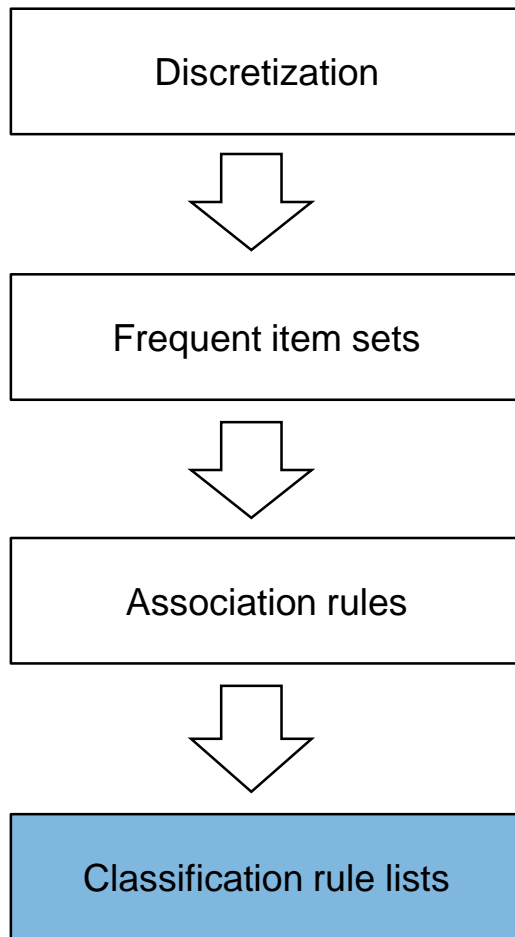 Discretization
Frequent item sets
Association rules
Classification rule lists